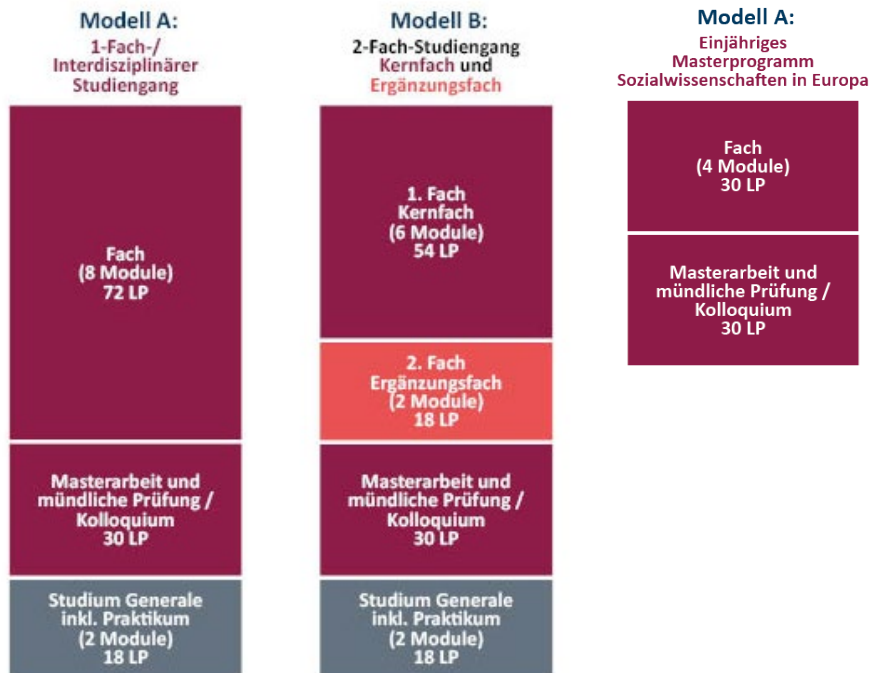 Modell A:
1-Fach-/
Interdisziplinärer
Studiengang
Fach
(8 Module)
72 LP
Masterarbeit und
mündliche Prüfung /
Kolloquium
30 LP
Studium Generale
inkl. Praktikum
(2 Module)
18 LP
Modell B:
2-Fach-Studiengang
Kernfach und
Ergänzungsfach
1. Fach
Kernfach
(6 Module)
54 LP
2. Fach
Ergänzungsfach
(2 Module)
18 LP
Masterarbeit und
mündliche Prüfung /
Kolloquium
30 LP
Studium Generale
inkl. Praktikum
(2 Module)
18 LP
Modell A:
Einjähriges
Masterprogramm
Sozialwissenschaften in Europa
Fach
(4 Module)
30 LP
Masterarbeit und
mündliche Prüfung /
Kolloquium
30 LP